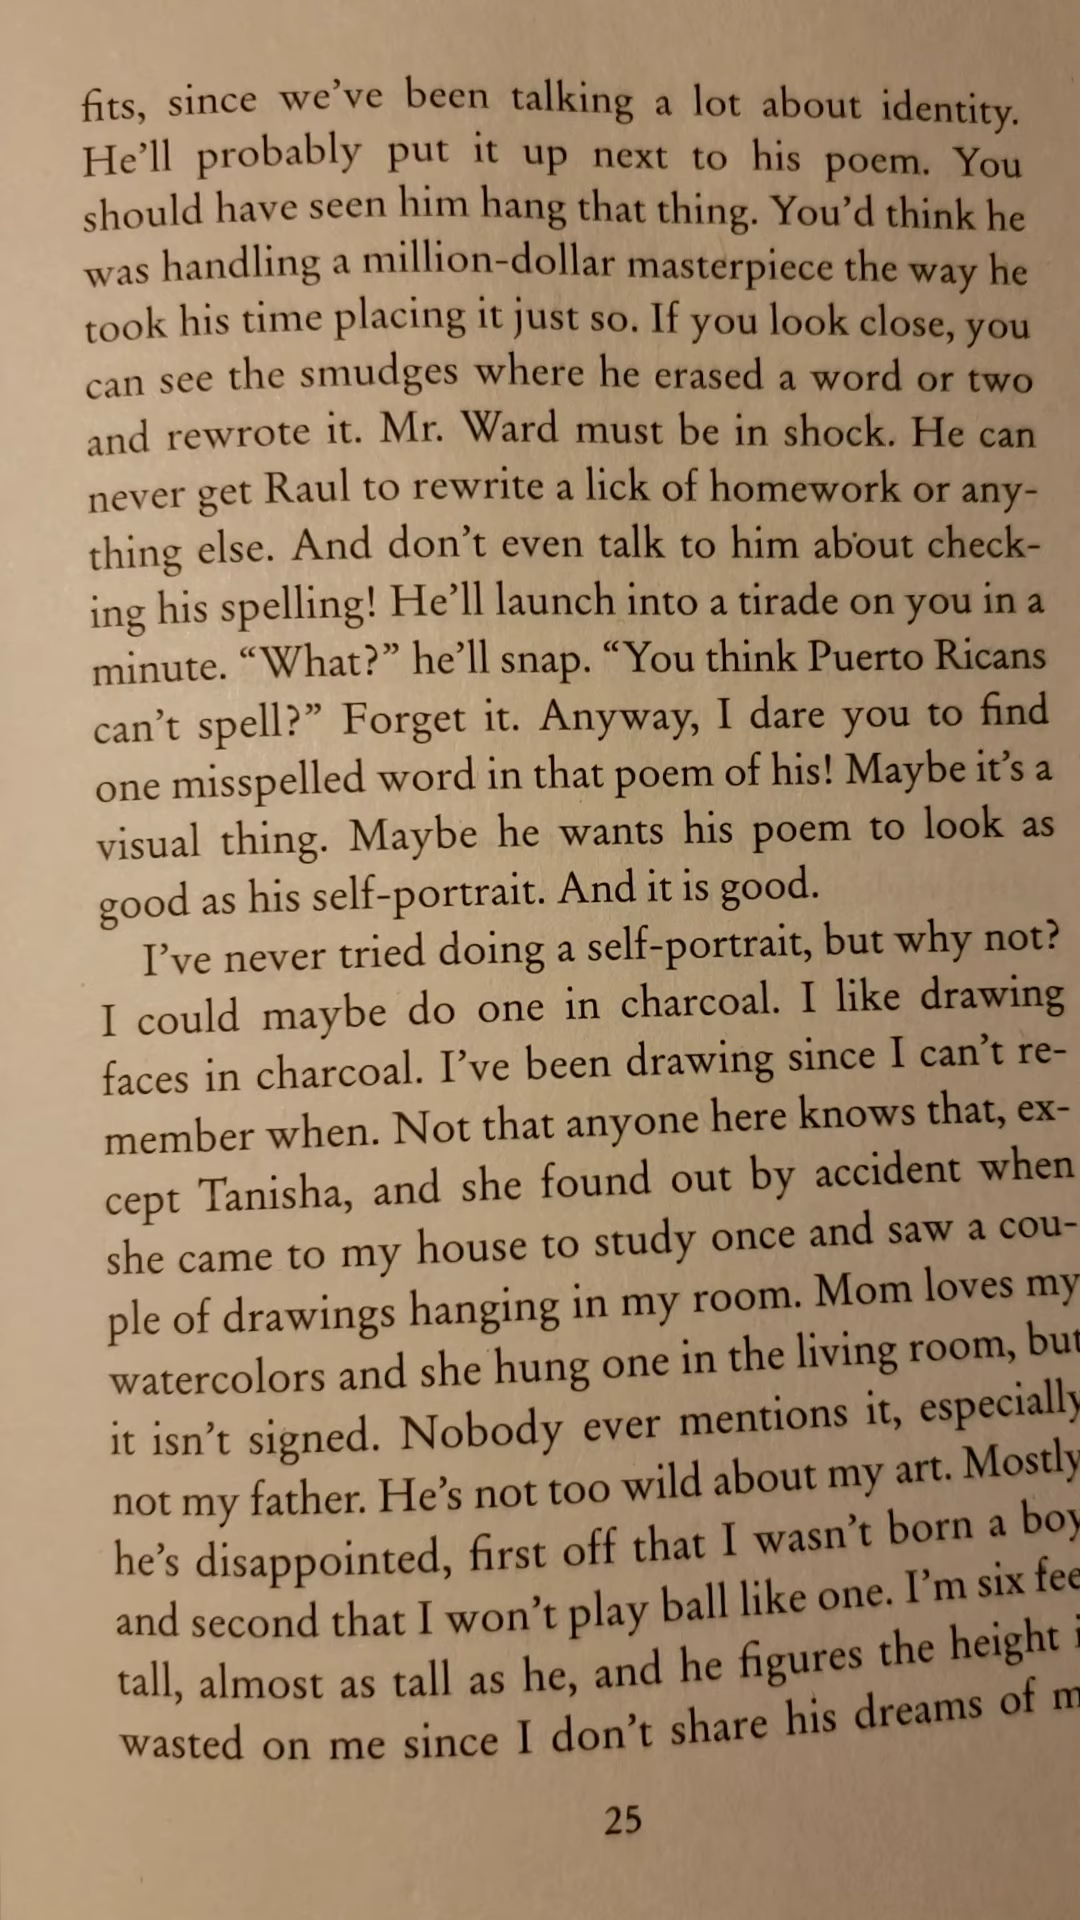 fits, since we've been talking a lot about identity.
He'll probably put it up next to his poem. You
should have seen him hang that thing. You'd think he
was handling a million-dollar masterpiece the way he
took his time placing it just so. If you look close, you
can see the smudges where he erased a word or two
and rewrote it. Mr. Ward must be in shock. He can
never get Raul to rewrite a lick of homework or any-
thing else. And don't even talk to him about check-
ing his spelling! He'll launch into a tirade on you in a
minute. “What?” he'll snap. “You think Puerto Ricans
can't spell?” Forget it. Anyway, I dare you to find
one misspelled word in that poem of his! Maybe it's a
visual thing. Maybe he wants his poem to look as
good as his self-portrait. And it is good.
I've never tried doing a self-portrait, but why not?
I could maybe do one in charcoal. I like drawing
faces in charcoal. I've been drawing since I can't re-
member when. Not that anyone here knows that, ex-
cept Tanisha, and she found out by accident when
she came to my house to study once and saw a cou-
ple of drawings hanging in my room. Mom loves my
watercolors and she hung one in the living room, but
it isn't signed. Nobody ever mentions it, especially
not my father. He's not too wild about my art. Mostly
he's disappointed, first off that I wasn't born a boy
and second that I won't play ball like one. I'm six
tall, almost as tall as he, and he figures the height
wasted on me since I don't share his dreams of
25